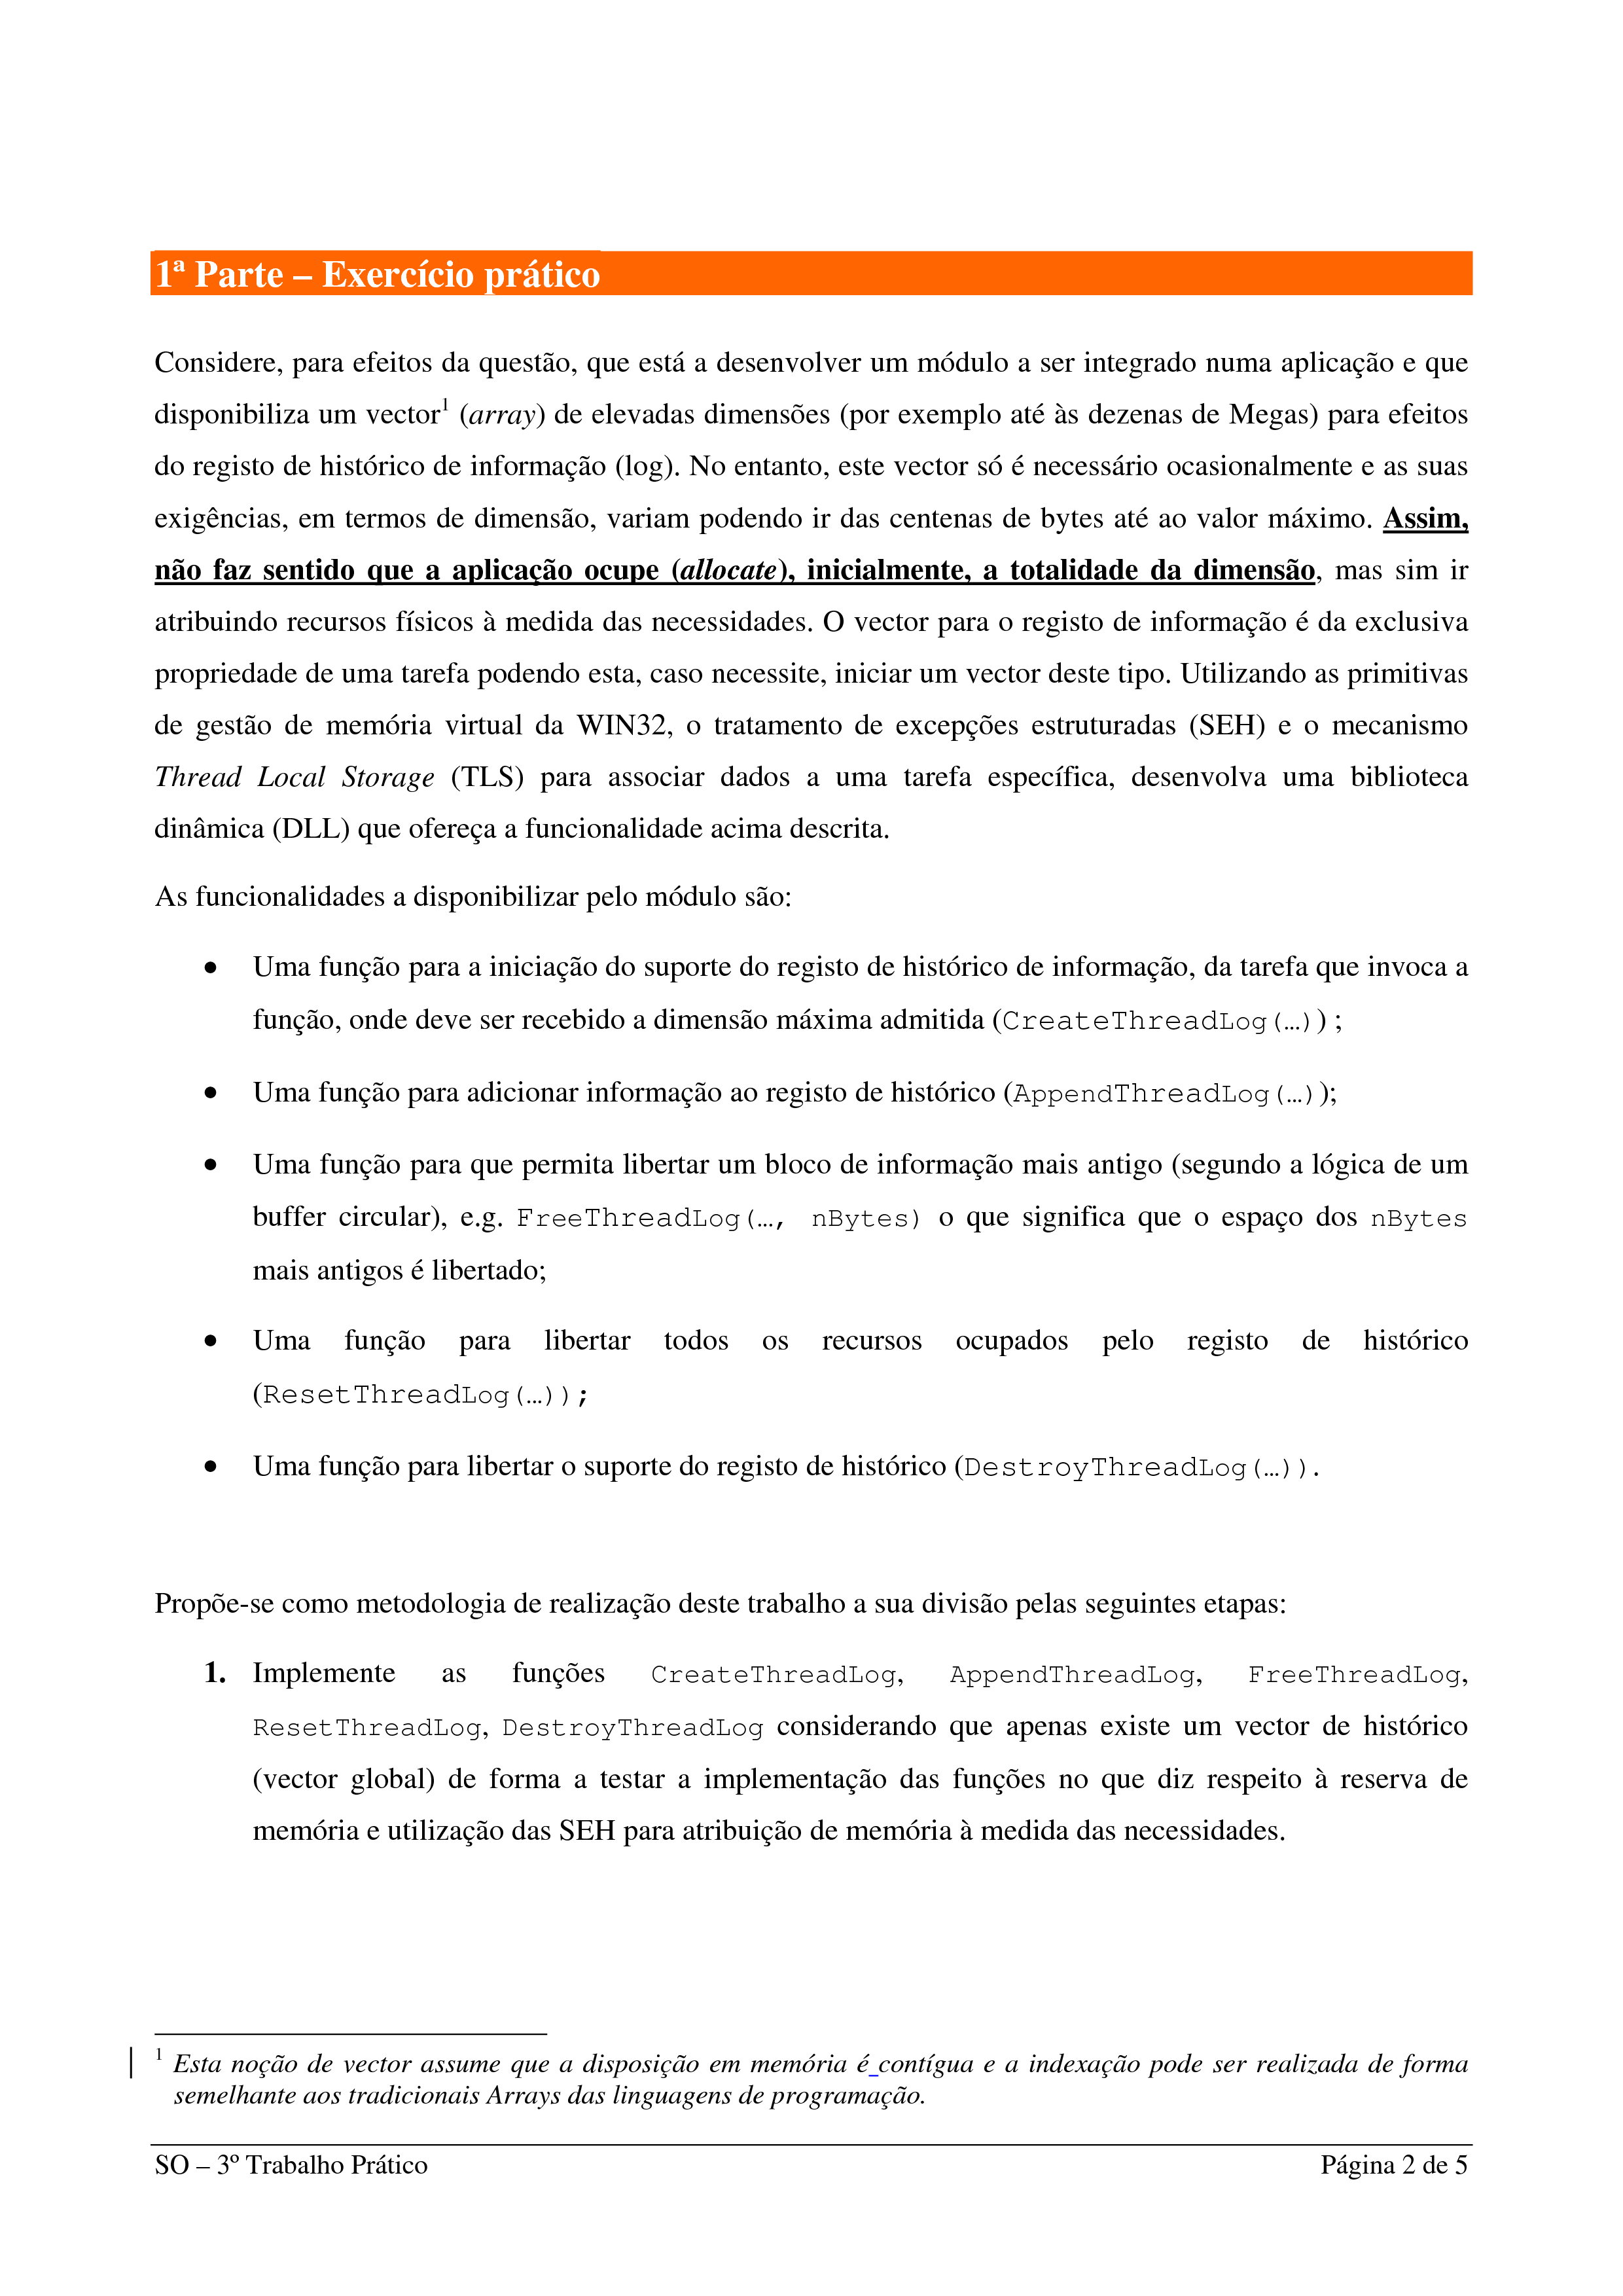 1ª Parte – Exercício prático
Considere, para efeitos da questão, que está a desenvolver um módulo a ser integrado numa aplicação e que
disponibiliza um vector1 (array) de elevadas dimensões (por exemplo até às dezenas de Megas) para efeitos
do registo de histórico de informação (log). No entanto, este vector só é necessário ocasionalmente e as suas
exigências, em termos de dimensão, variam podendo ir das centenas de bytes até ao valor máximo. Assim,
não faz sentido que a aplicação ocupe (allocate), inicialmente, a totalidade da dimensão, mas sim ir
atribuindo recursos físicos à medida das necessidades. O vector para o registo de informação é da exclusiva
propriedade de uma tarefa podendo esta, caso necessite, iniciar um vector deste tipo. Utilizando as primitivas
de gestão de memória virtual da WIN32, o tratamento de excepções estruturadas (SEH) e o mecanismo
Thread Local Storage (TLS) para associar dados a uma tarefa específica, desenvolva uma biblioteca
dinâmica (DLL) que ofereça a funcionalidade acima descrita.
As funcionalidades a disponibilizar pelo módulo são:
• Uma função para a iniciação do suporte do registo de histórico de informação, da tarefa que invoca a
função, onde deve ser recebido a dimensão máxima admitida (CreateThreadLog(…)) ;
• Uma função para adicionar informação ao registo de histórico (AppendThreadLog(…));
• Uma função para que permita libertar um bloco de informação mais antigo (segundo a lógica de um
buffer circular), e.g. FreeThreadLog(…, nBytes) o que significa que o espaço dos nBytes
mais antigos é libertado;
• Uma função para libertar todos os recursos ocupados pelo registo de histórico
(ResetThreadLog(…));
• Uma função para libertar o suporte do registo de histórico (DestroyThreadLog(…)).
Propõe-se como metodologia de realização deste trabalho a sua divisão pelas seguintes etapas:
1. Implemente as funções CreateThreadLog, AppendThreadLog, FreeThreadLog,
ResetThreadLog, DestroyThreadLog considerando que apenas existe um vector de histórico
(vector global) de forma a testar a implementação das funções no que diz respeito à reserva de
memória e utilização das SEH para atribuição de memória à medida das necessidades.
1 Esta noção de vector assume que a disposição em memória é contígua e a indexação pode ser realizada de forma
semelhante aos tradicionais Arrays das linguagens de programação.
SO – 3º Trabalho Prático Página 2 de 5